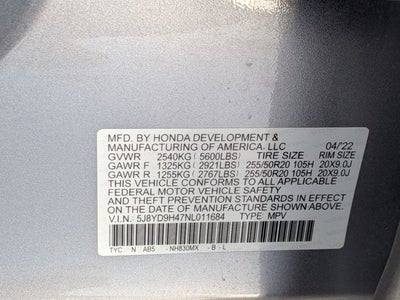 MFD. BY HONDA DEVELOPMENT &
MANUFACTURING OF AMERICA, LLC 04/22
GVWR 2540KG( 5600LBS) TIRE SIZE RIM SIZE
GAWR F 1325KG( 2921LBS) 255/50R20 105H 20X9.0J
GAWR R 1255KG( 2767LBS) 255/50R20 105H 20X9.0J
THIS VEHICLE CONFORMS TO ALL APPLICABLE
FEDERAL MOTOR VEHICLE SAFETY
AND THEFT PREVENTION STANDARDS IN EFFECT
ON THE DATE OF MANUFACTURE SHOWN ABOVE.
V.I.N. 5J8YD9H47NL011684 TYPE MPV
TYC N AB5 -NH830MX -B-L